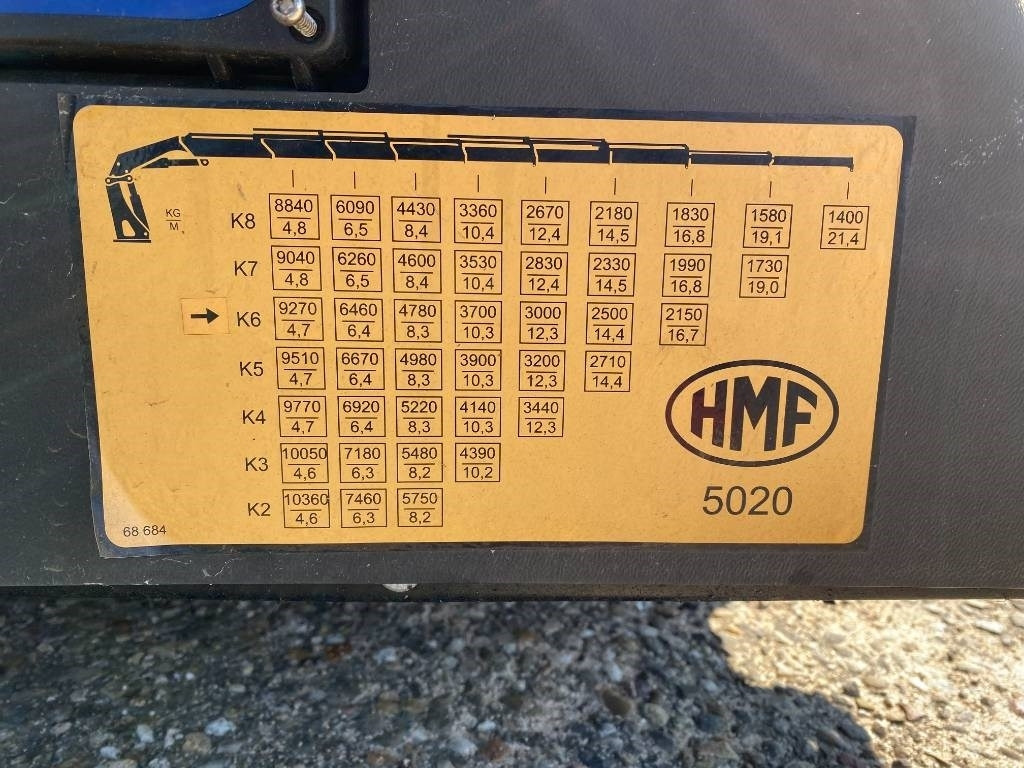 KG
M
K8 8840 6090 4430 3360 2670 2180 1830 1580 1400
4,8 6,5 8,4 10,4 12,4 14,5 16,8 19,1 21,4
K7 9040 6260 4600 3530 2830 2330 1990 1730
4,8 6,5 8,4 10,4 12,4 14,5 16,8 19,0
K6 9270 6460 4780 3700 3000 2500 2150
4,7 6,4 8,3 10,3 12,3 14,4 16,7
K5 9510 6670 4980 3900 3200 2710
4,7 6,4 8,3 10,3 12,3 14,4
K4 9770 6920 5220 4140 3440
4,7 6,4 8,3 10,3 12,3
K3 10050 7180 5480 4390
4,6 6,3 8,2 10,2
K2 10360 7460 5750
4,6 6,3 8,2
HMF
5020
68 684